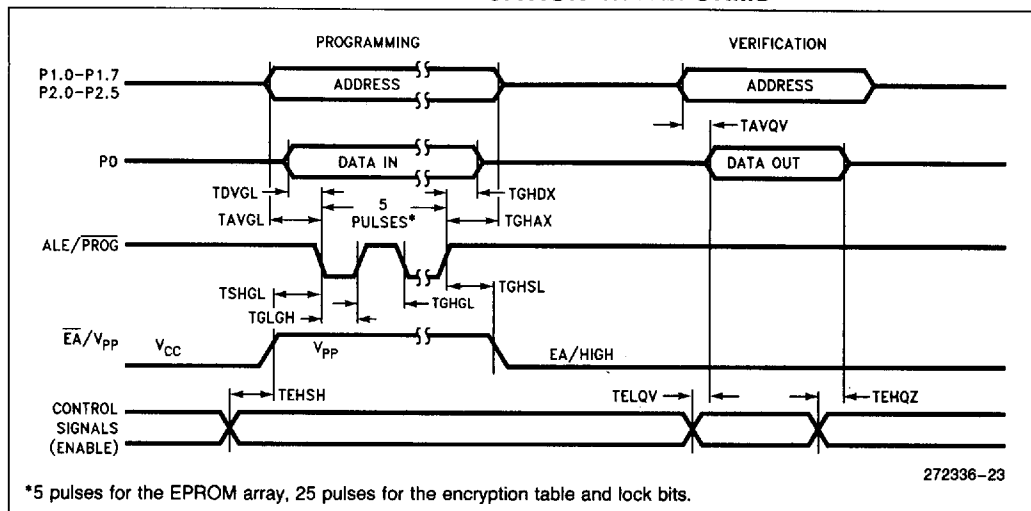 PROGRAMMING VERIFICATION
P1.0–P1.7
P2.0–P2.5
ADDRESS ADDRESS
TAVQV
P0 DATA IN DATA OUT
TDVGL TGHDX
5
PULSES*
TAVGL TGHAX
ALE/PROG
TSHGL TGHSL
TGHGL
TGLGH
EA/VPP
VCC VPP EA/HIGH
TEHSH TELQV TEHQZ
CONTROL
SIGNALS
(ENABLE)
272336–23
*5 pulses for the EPROM array, 25 pulses for the encryption table and lock bits.